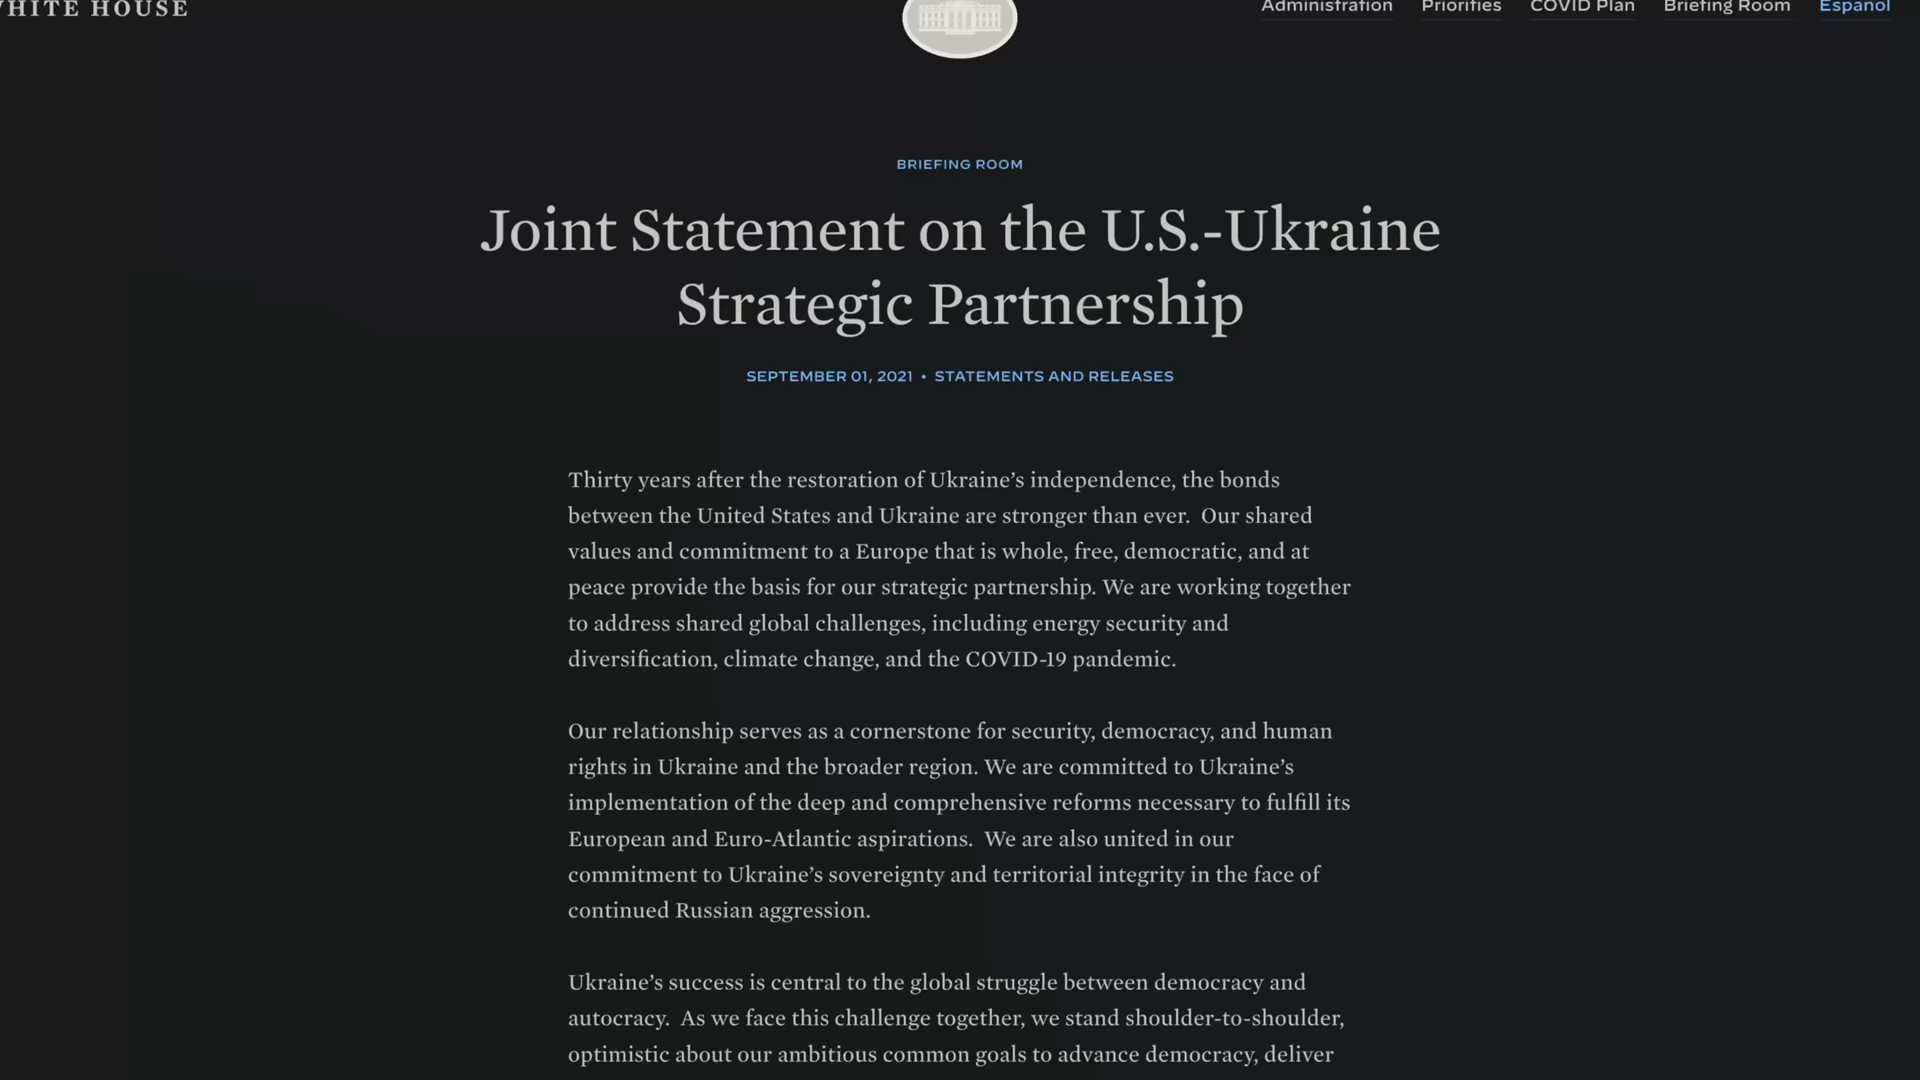 WHITE HOUSE
Administration Priorities COVID Plan Briefing Room Español
BRIEFING ROOM
Joint Statement on the U.S.-Ukraine
Strategic Partnership
SEPTEMBER 01, 2021 • STATEMENTS AND RELEASES
Thirty years after the restoration of Ukraine’s independence, the bonds
between the United States and Ukraine are stronger than ever.  Our shared
values and commitment to a Europe that is whole, free, democratic, and at
peace provide the basis for our strategic partnership. We are working together
to address shared global challenges, including energy security and
diversification, climate change, and the COVID-19 pandemic.
Our relationship serves as a cornerstone for security, democracy, and human
rights in Ukraine and the broader region. We are committed to Ukraine’s
implementation of the deep and comprehensive reforms necessary to fulfill its
European and Euro-Atlantic aspirations.  We are also united in our
commitment to Ukraine’s sovereignty and territorial integrity in the face of
continued Russian aggression.
Ukraine’s success is central to the global struggle between democracy and
autocracy.  As we face this challenge together, we stand shoulder-to-shoulder,
optimistic about our ambitious common goals to advance democracy, deliver